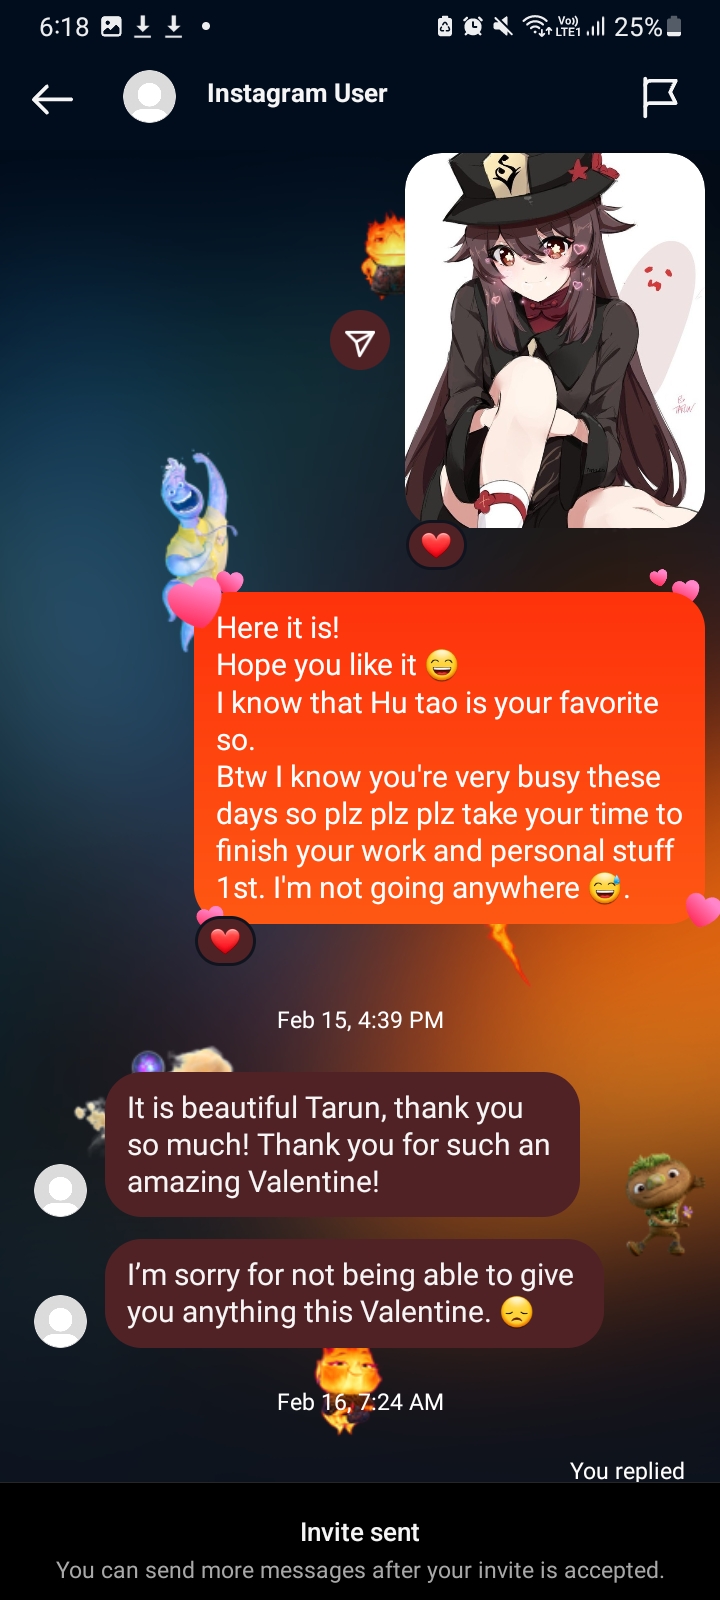 6:18
Vo)) LTE1 25%
Instagram User
By
TARUN
Here it is!
Hope you like it 😄
I know that Hu tao is your favorite
so.
Btw I know you're very busy these
days so plz plz plz take your time to
finish your work and personal stuff
1st. I'm not going anywhere 😅.
Feb 15, 4:39 PM
It is beautiful Tarun, thank you
so much! Thank you for such an
amazing Valentine!
I’m sorry for not being able to give
you anything this Valentine. 😞
Feb 16, 7:24 AM
You replied
Invite sent
You can send more messages after your invite is accepted.